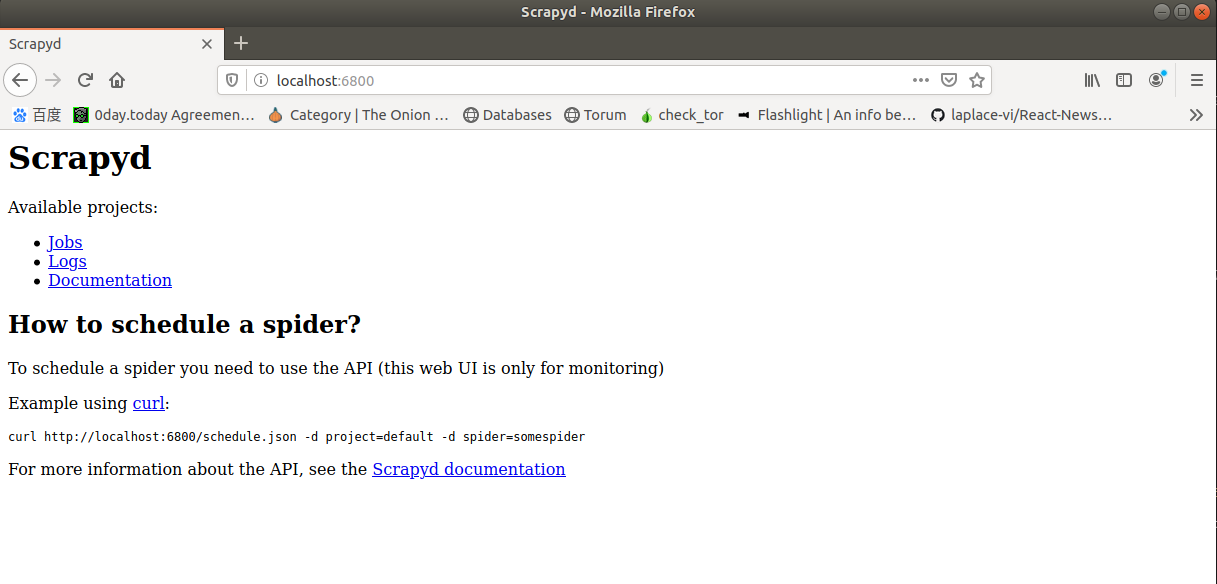 Scrapyd - Mozilla Firefox
Scrapyd
localhost:6800
百度 0day.today Agreemen… Category | The Onion … Databases Torum check_tor Flashlight | An info be… laplace-vi/React-News…
Scrapyd
Available projects:
Jobs
Logs
Documentation
How to schedule a spider?
To schedule a spider you need to use the API (this web UI is only for monitoring)
Example using curl:
curl http://localhost:6800/schedule.json -d project=default -d spider=somespider
For more information about the API, see the Scrapyd documentation